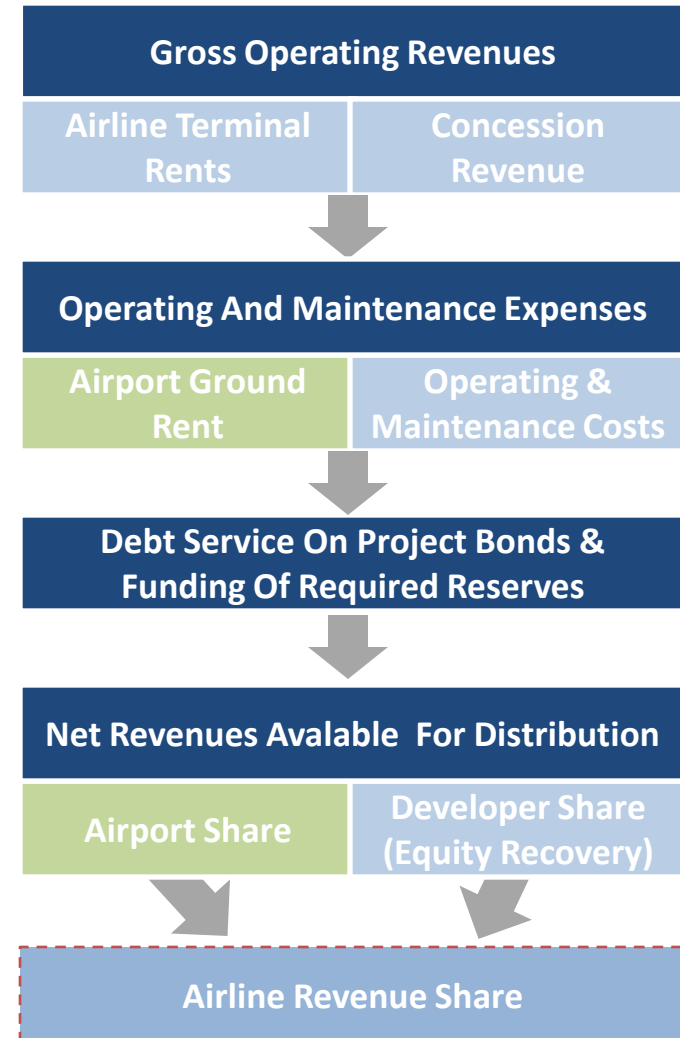 Gross Operating Revenues
Airline Terminal
Rents
Concession
Revenue
Operating And Maintenance Expenses
Airport Ground
Rent
Operating &
Maintenance Costs
Debt Service On Project Bonds &
Funding Of Required Reserves
Net Revenues Avalable  For Distribution
Airport Share
Developer Share
(Equity Recovery)
Airline Revenue Share